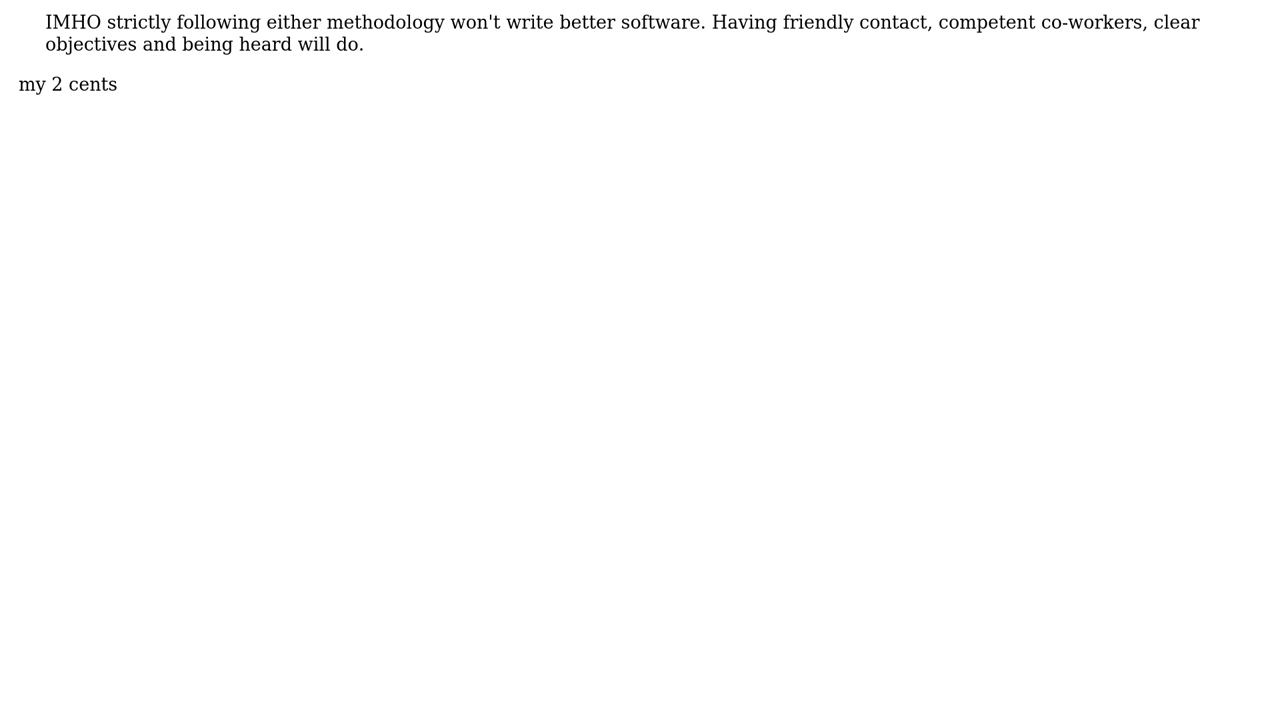 IMHO strictly following either methodology won't write better software. Having friendly contact, competent co-workers, clear
objectives and being heard will do.
my 2 cents